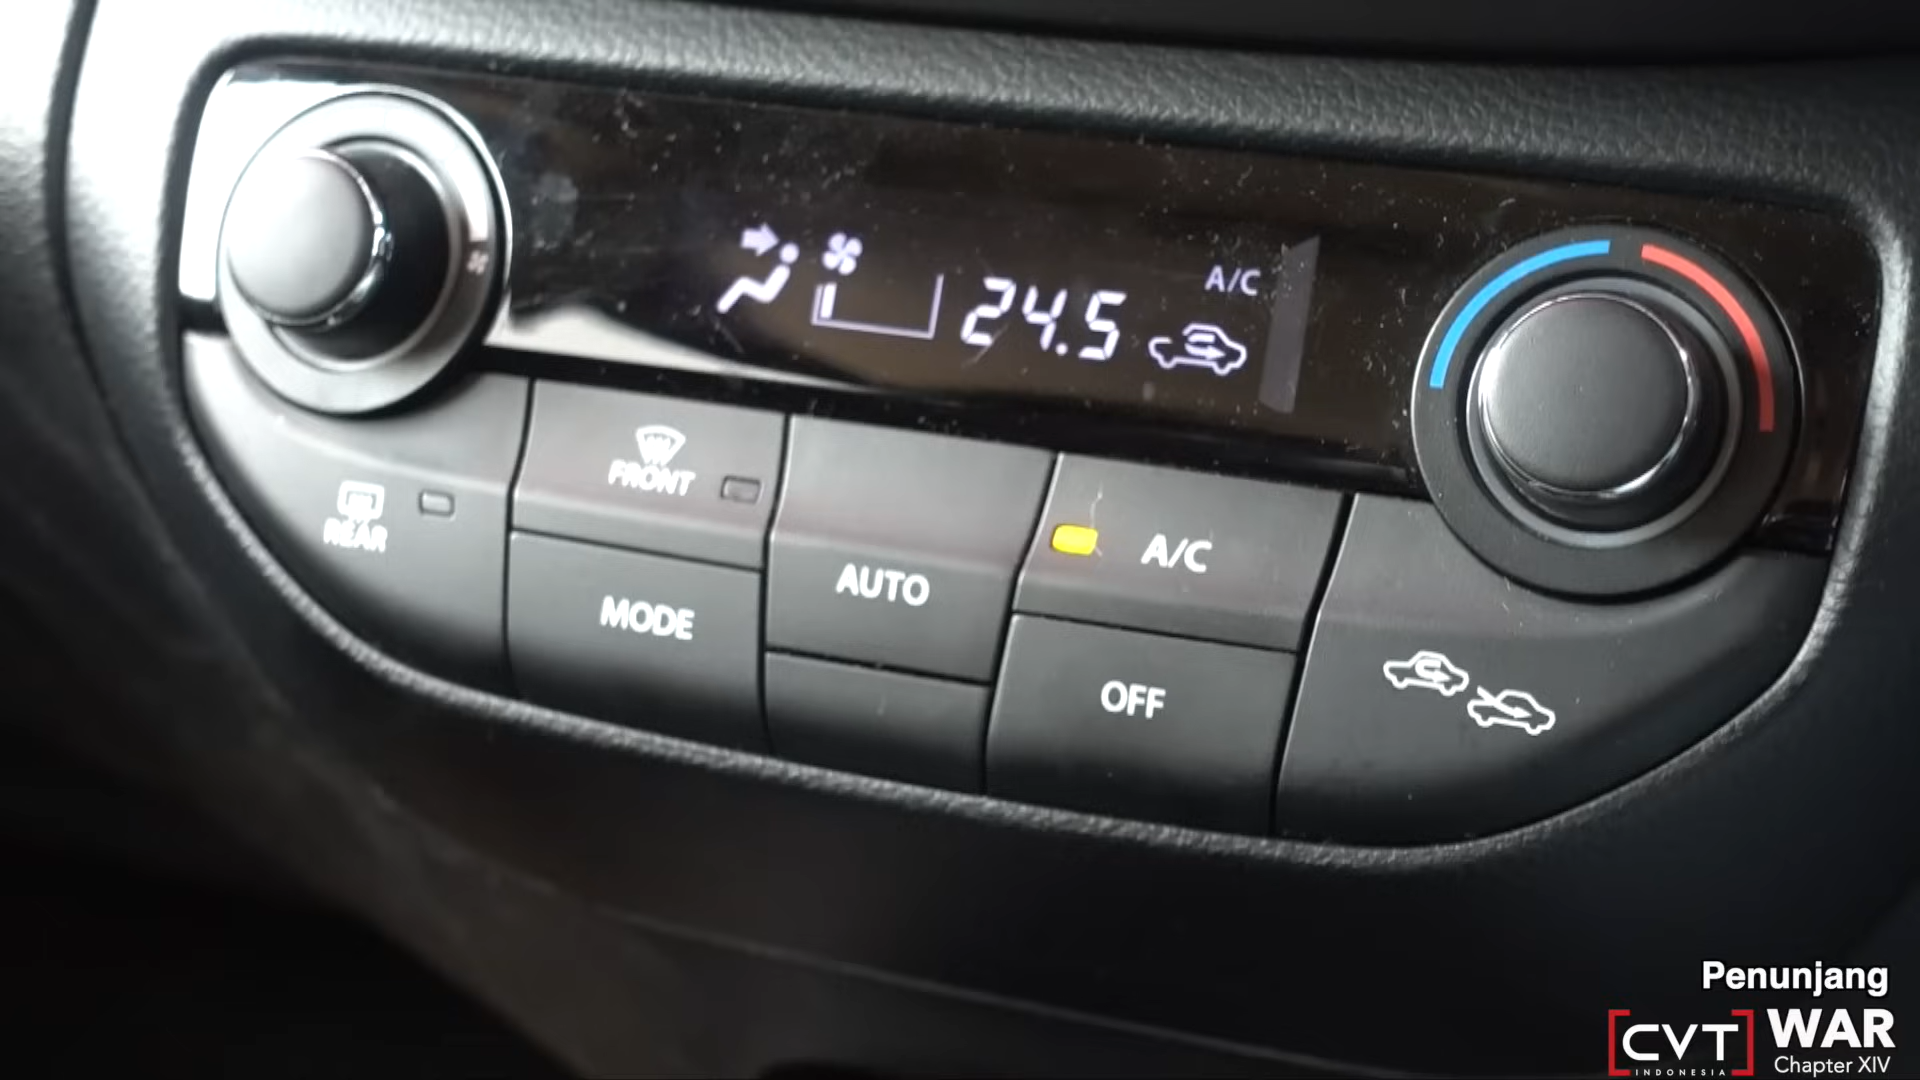 24.5
A/C
FRONT
REAR
A/C
AUTO
MODE
OFF
Penunjang
CVT
INDONESIA
WAR
Chapter XIV